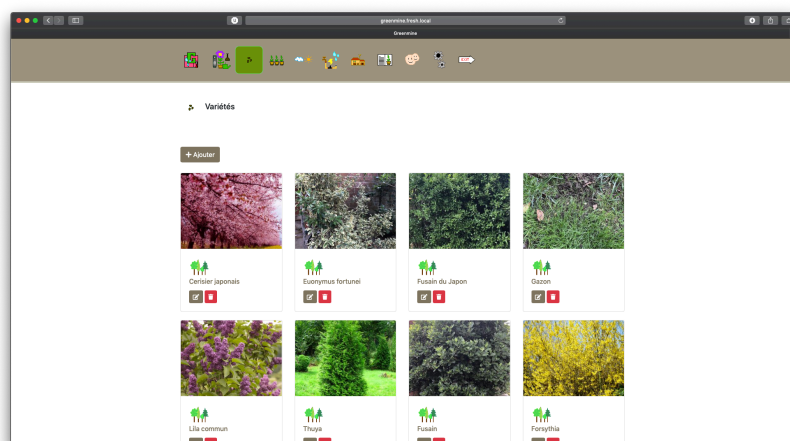 greenmine.fresh.local
Greenmine
EXIT
Variétés
+ Ajouter
Cerisier japonais
Euonymus fortunei
Fusain du Japon
Gazon
Lila commun
Thuya
Fusain
Forsythia